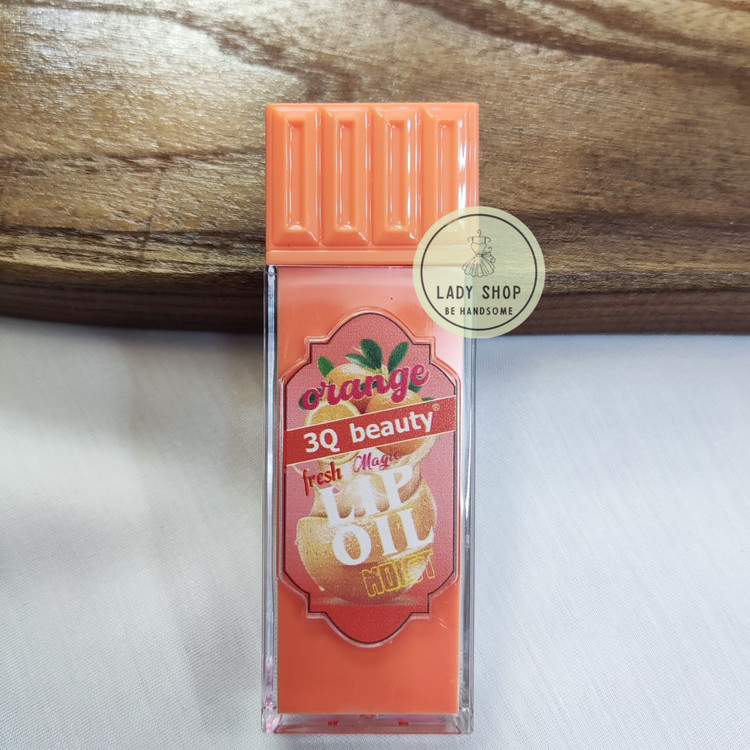 LADY SHOP
BE HANDSOME
orange
3Q beauty®
fresh Magic
LIP
OIL
MOIST